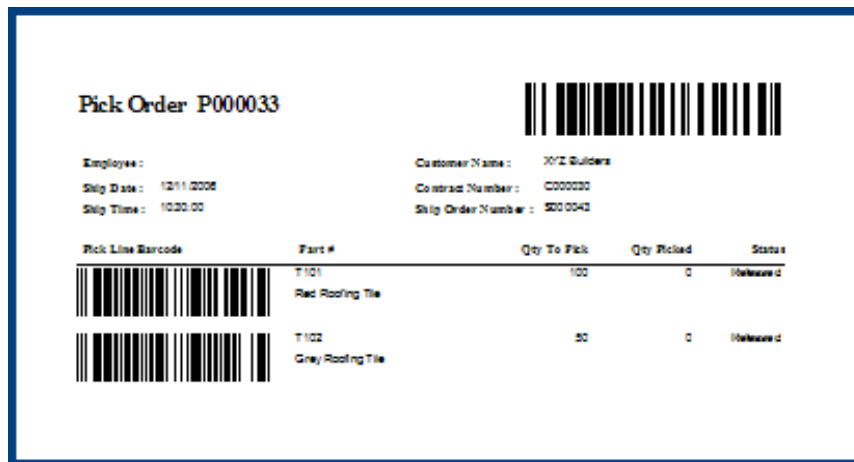 Pick Order P000033
Employee :
Customer Name : XYZ Builders
Ship Date : 12/11/2006 Contract Number : C000030
Ship Time : 10:30:00 Ship Order Number : S000043
Pick Line Barcode Part # Qty To Pick Qty Picked Status
T101 100 0 Released
Red Roofing Tile
T102 50 0 Released
Grey Roofing Tile